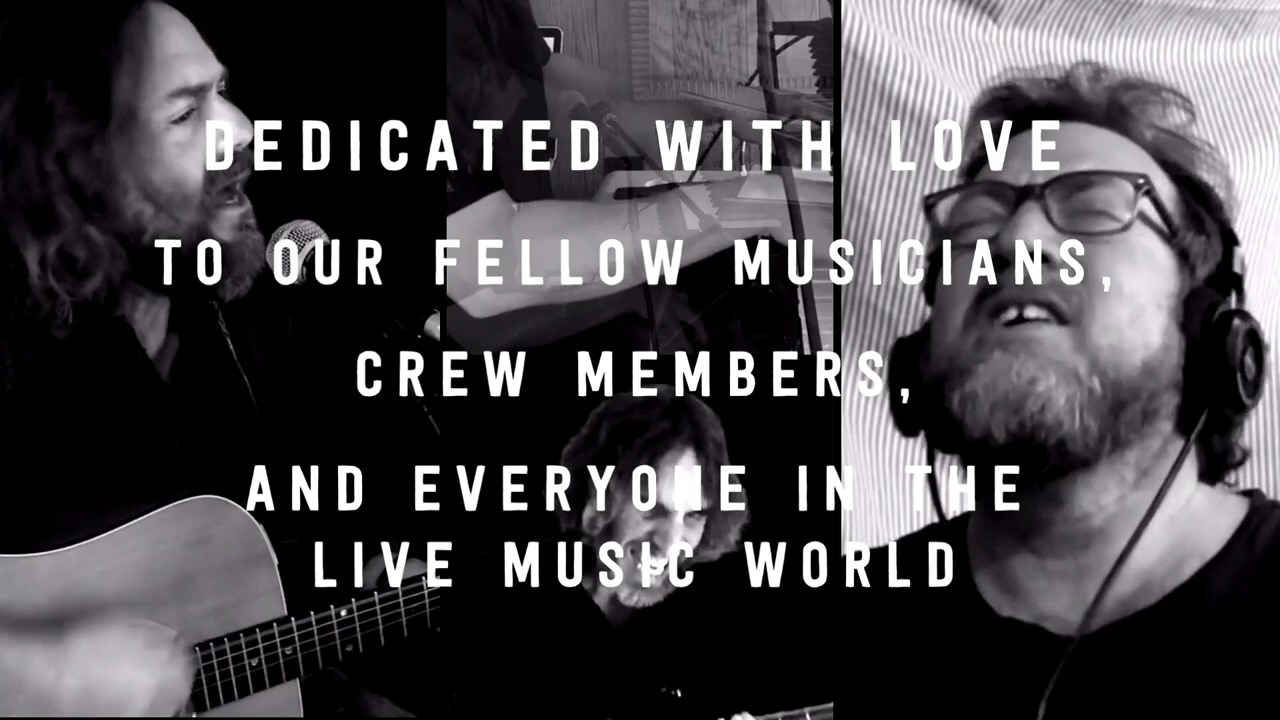 DEDICATED WITH LOVE
TO OUR FELLOW MUSICIANS,
CREW MEMBERS,
AND EVERYONE IN THE
LIVE MUSIC WORLD